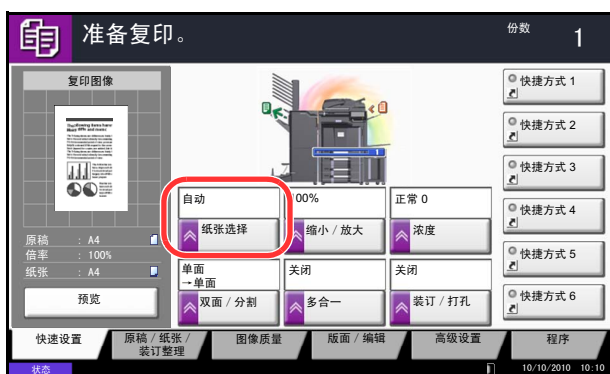 准备复印。
份数 1
复印图像
原稿 : A4
倍率 : 100%
纸张 : A4
预览
1
自动
纸张选择
100%
缩小 / 放大
正常 0
浓度
单面
→单面
双面 / 分割
关闭
多合一
关闭
装订 / 打孔
快捷方式 1
快捷方式 2
快捷方式 3
快捷方式 4
快捷方式 5
快捷方式 6
快速设置
原稿 / 纸张 /
装订整理
图像质量
版面 / 编辑
高级设置
程序
状态
10/10/2010 10:10